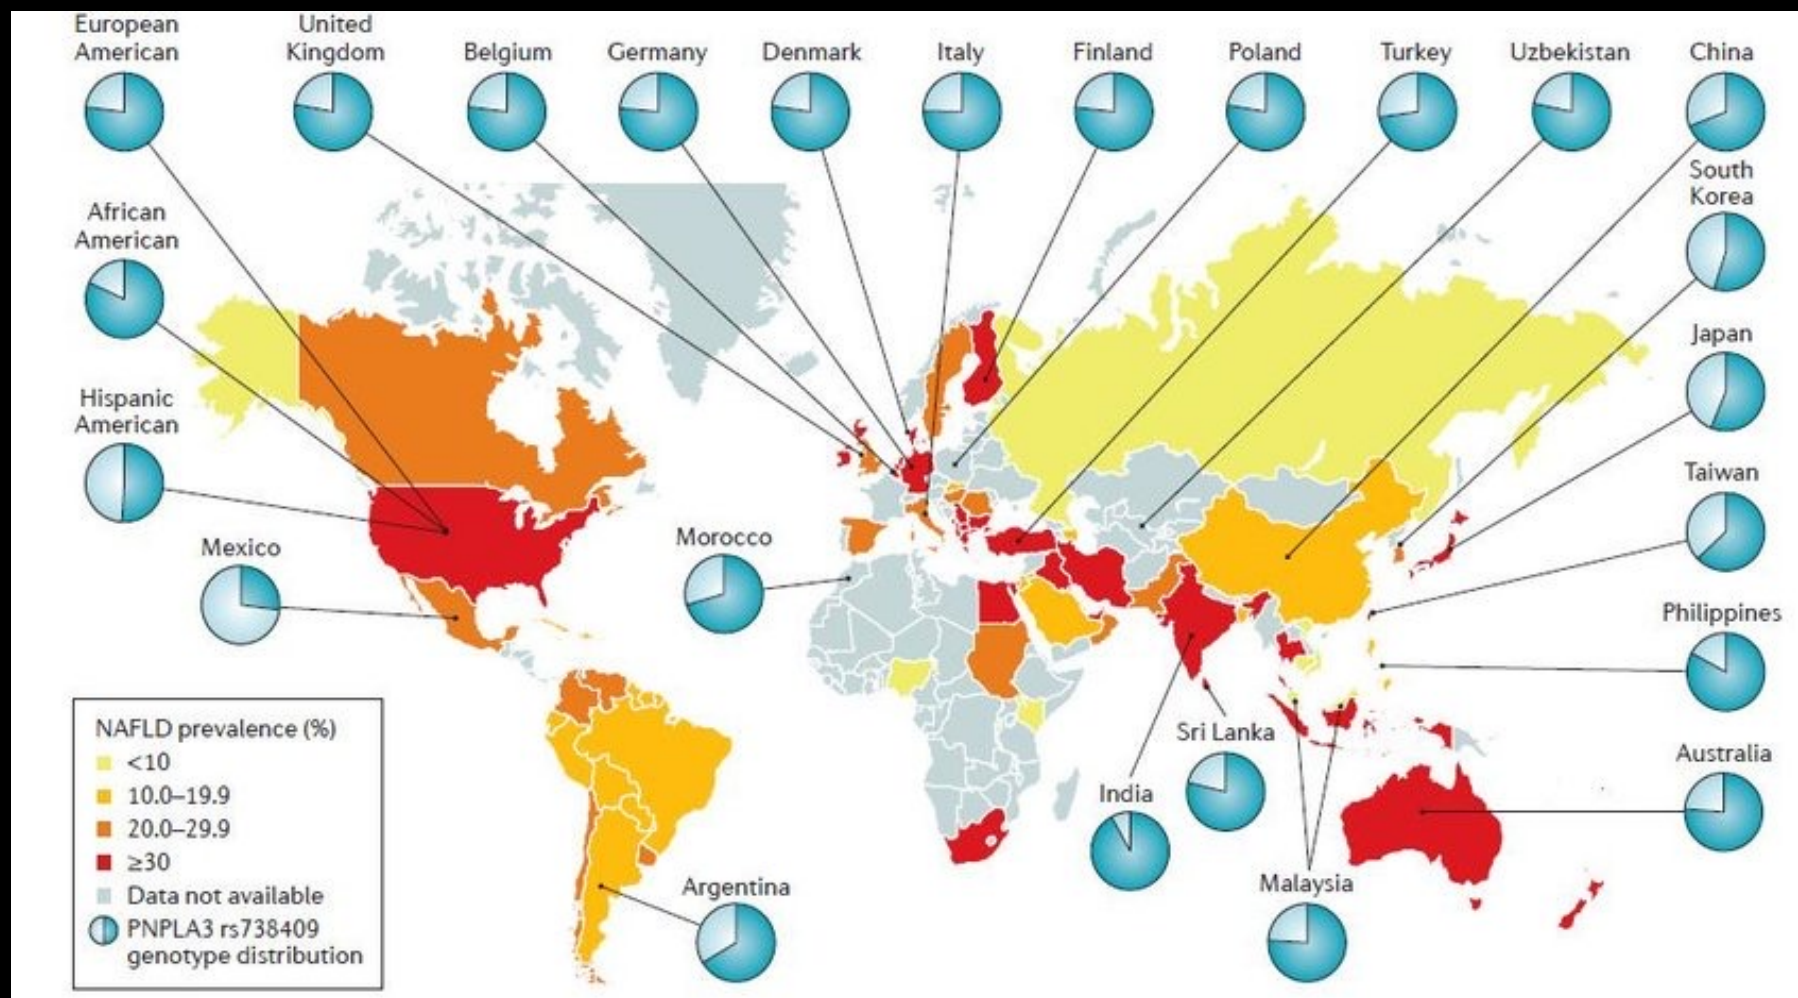 European
American
United
Kingdom
Belgium
Germany
Denmark
Italy
Finland
Poland
Turkey
Uzbekistan
China
South
Korea
African
American
Japan
Hispanic
American
Taiwan
Mexico
Morocco
Philippines
Sri Lanka
Australia
India
Malaysia
Argentina
NAFLD prevalence (%)
<10
10.0–19.9
20.0–29.9
≥30
Data not available
PNPLA3 rs738409
genotype distribution